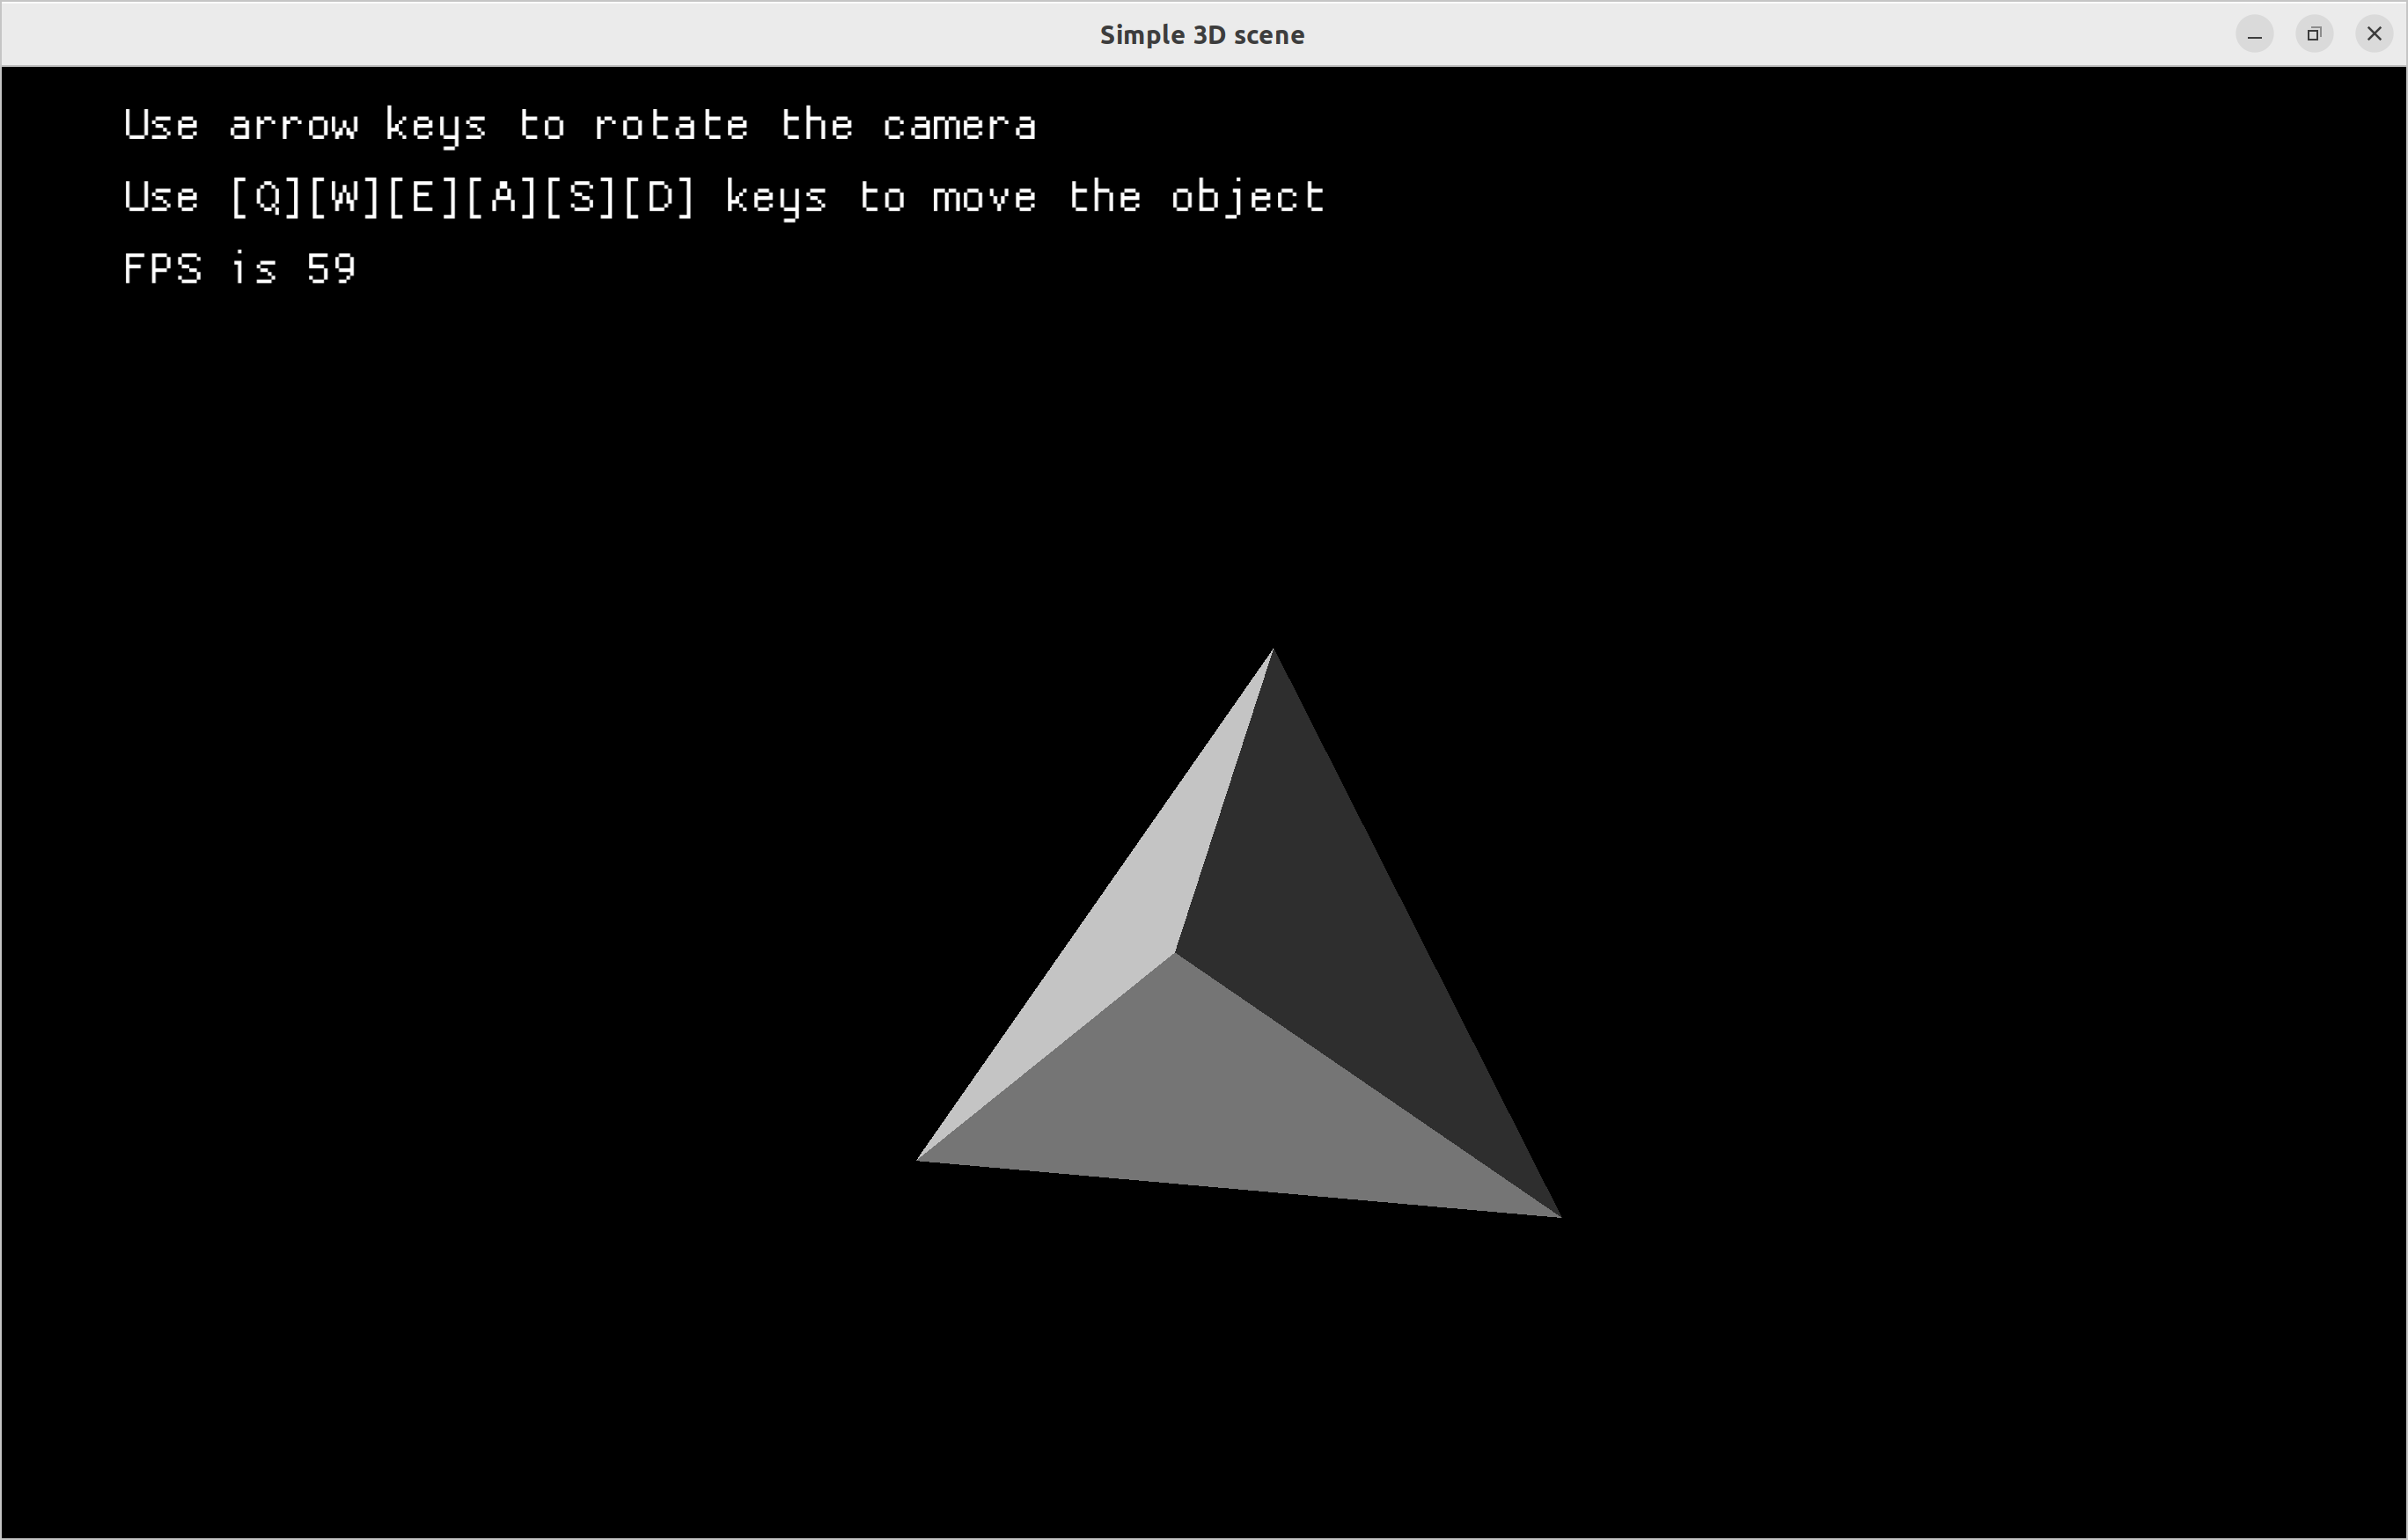 Simple 3D scene
Use arrow keys to rotate the camera
Use [Q][W][E][A][S][D] keys to move the object
FPS is 59